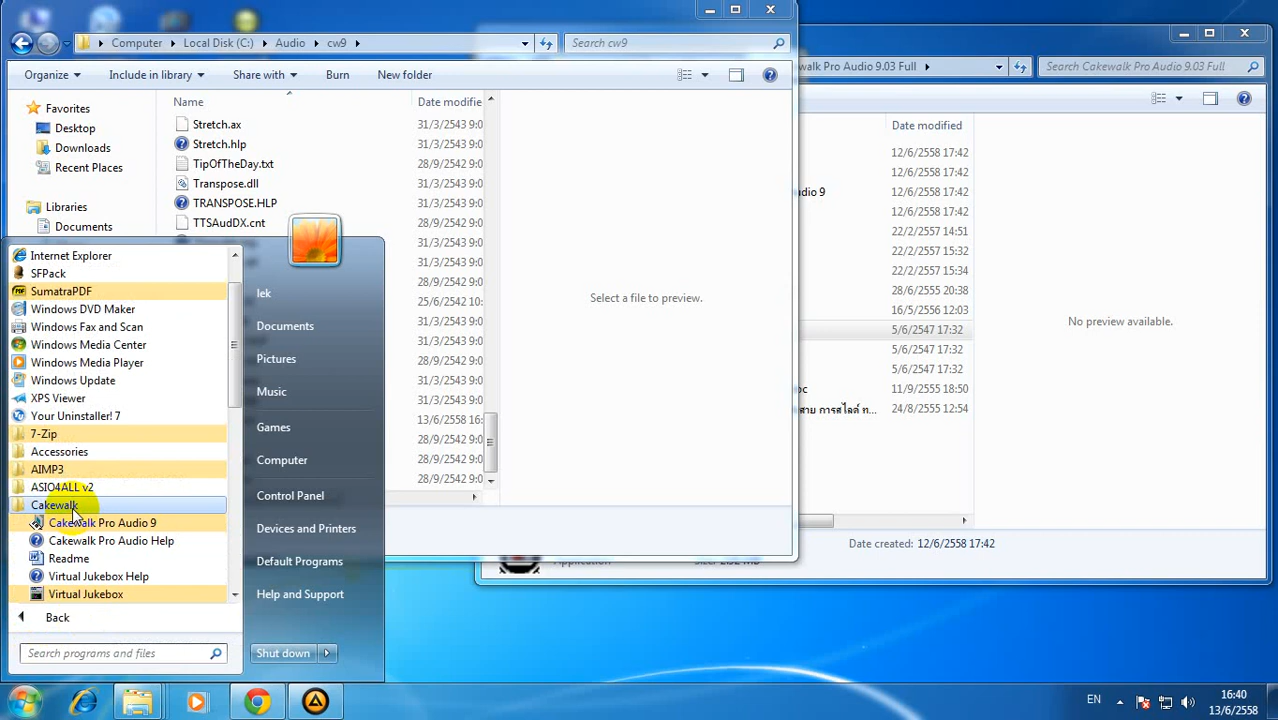 Computer ▸ Local Disk (C:) ▸ Audio ▸ cw9 ▸
Search cw9
Organize
Include in library
Share with
Burn
New folder
Name
Date modifie
Favorites
Desktop
Downloads
Recent Places
Libraries
Documents
Stretch.ax 31/3/2543 9:0
Stretch.hlp 31/3/2543 9:0
TipOfTheDay.txt 28/9/2542 9:0
Transpose.dll 31/3/2543 9:0
TRANSPOSE.HLP 31/3/2543 9:0
TTSAudDX.cnt 28/9/2542 9:0
31/3/2543 9:0
31/3/2543 9:0
28/9/2542 9:0
25/6/2542 10:
31/3/2543 9:0
31/3/2543 9:0
28/9/2542 9:0
31/3/2543 9:0
31/3/2543 9:0
13/6/2558 16:
28/9/2542 9:0
28/9/2542 9:0
28/9/2542 9:0
Select a file to preview.
walk Pro Audio 9.03 Full ▸
Search Cakewalk Pro Audio 9.03 Full
Date modified
12/6/2558 17:42
12/6/2558 17:42
udio 9 12/6/2558 17:42
12/6/2558 17:42
22/2/2557 14:51
22/2/2557 15:32
22/2/2557 15:34
28/6/2558 20:38
16/5/2556 12:03
5/6/2547 17:32
5/6/2547 17:32
5/6/2547 17:32
oc 11/9/2555 18:50
สาย การสไลด์ ท... 24/8/2555 12:54
No preview available.
Date created: 12/6/2558 17:42
Internet Explorer
SFPack
SumatraPDF
Windows DVD Maker
Windows Fax and Scan
Windows Media Center
Windows Media Player
Windows Update
XPS Viewer
Your Uninstaller! 7
7-Zip
Accessories
AIMP3
ASIO4ALL v2
Cakewalk
Cakewalk Pro Audio 9
Cakewalk Pro Audio Help
Readme
Virtual Jukebox Help
Virtual Jukebox
Back
Search programs and files
lek
Documents
Pictures
Music
Games
Computer
Control Panel
Devices and Printers
Default Programs
Help and Support
Shut down
EN
16:40
13/6/2558